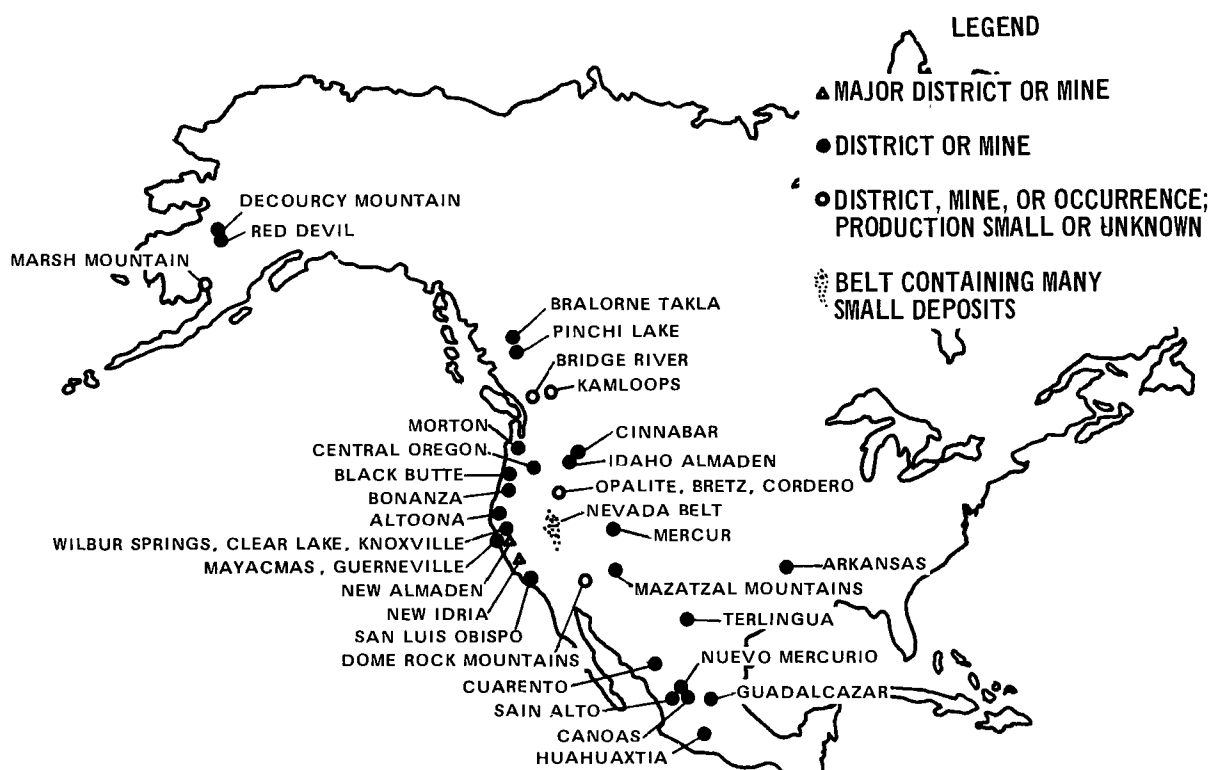 LEGEND
MAJOR DISTRICT OR MINE
DISTRICT OR MINE
DISTRICT, MINE, OR OCCURRENCE;
PRODUCTION SMALL OR UNKNOWN
BELT CONTAINING MANY
SMALL DEPOSITS
DECOURCY MOUNTAIN
RED DEVIL
MARSH MOUNTAIN
BRALORNE TAKLA
PINCHI LAKE
BRIDGE RIVER
KAMLOOPS
MORTON
CINNABAR
CENTRAL OREGON
IDAHO ALMADEN
BLACK BUTTE
OPALITE, BRETZ, CORDERO
BONANZA
NEVADA BELT
ALTOONA
MERCUR
WILBUR SPRINGS, CLEAR LAKE, KNOXVILLE
MAYACMAS, GUERNEVILLE
ARKANSAS
NEW ALMADEN
MAZATZAL MOUNTAINS
NEW IDRIA
TERLINGUA
SAN LUIS OBISPO
DOME ROCK MOUNTAINS
NUEVO MERCURIO
CUARENTO
GUADALCAZAR
SAIN ALTO
CANOAS
HUAHUAXTIA